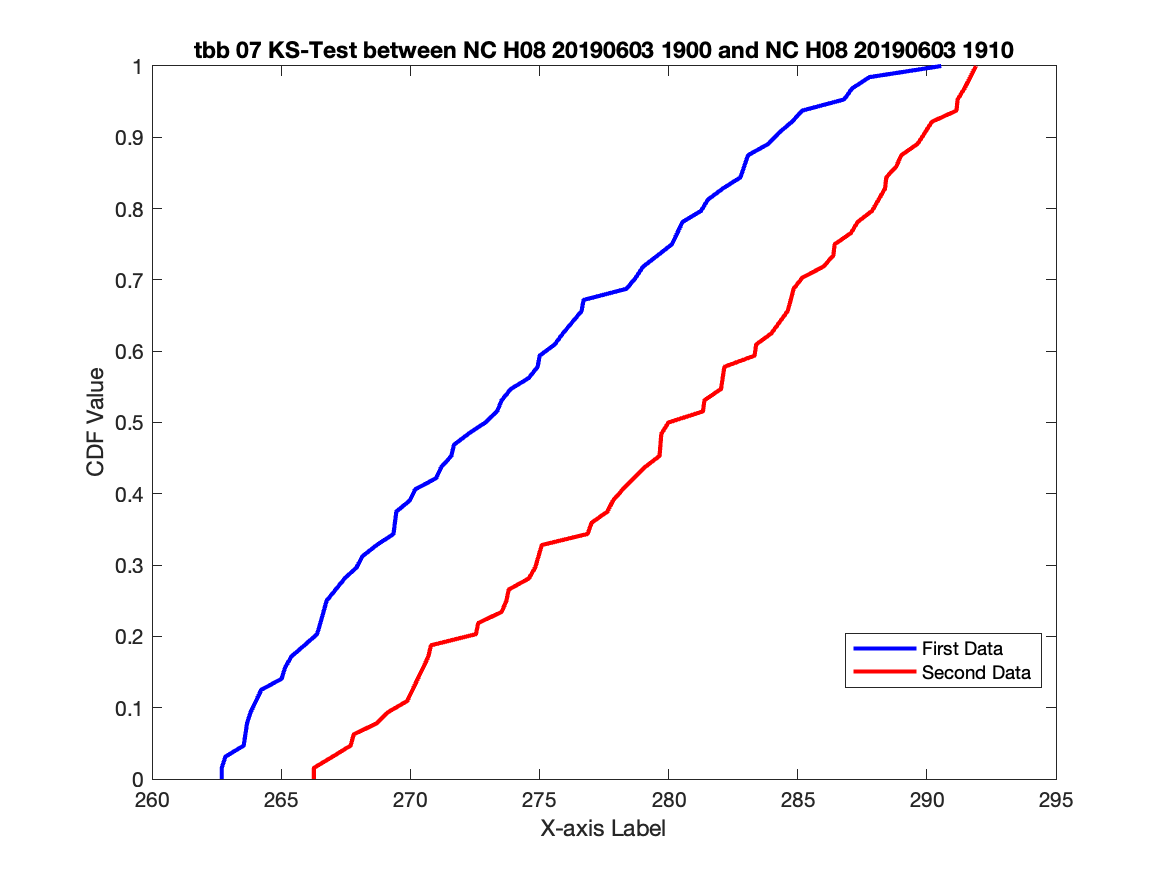 tbb 07 KS-Test between NC H08 20190603 1900 and NC H08 20190603 1910
1
0.9
0.8
0.7
0.6
0.5
0.4
0.3
0.2
0.1
0
CDF Value
First Data
Second Data
260 265 270 275 280 285 290 295
X-axis Label